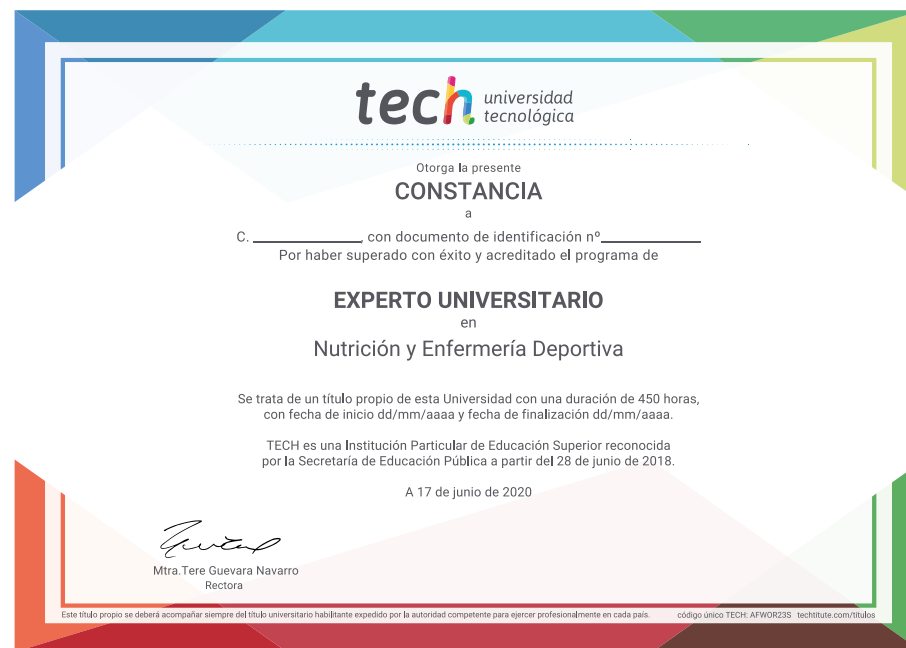 tech universidad
tecnológica
Otorga la presente
CONSTANCIA
a
C. ____________, con documento de identificación nº____________
Por haber superado con éxito y acreditado el programa de
EXPERTO UNIVERSITARIO
en
Nutrición y Enfermería Deportiva
Se trata de un título propio de esta Universidad con una duración de 450 horas,
con fecha de inicio dd/mm/aaaa y fecha de finalización dd/mm/aaaa.
TECH es una Institución Particular de Educación Superior reconocida
por la Secretaría de Educación Pública a partir del 28 de junio de 2018.
A 17 de junio de 2020
Mtra.Tere Guevara Navarro
Rectora
Este título propio se deberá acompañar siempre del título universitario habilitante expedido por la autoridad competente para ejercer profesionalmente en cada país. código único TECH: AFWOR23S techtitute.com/titulos